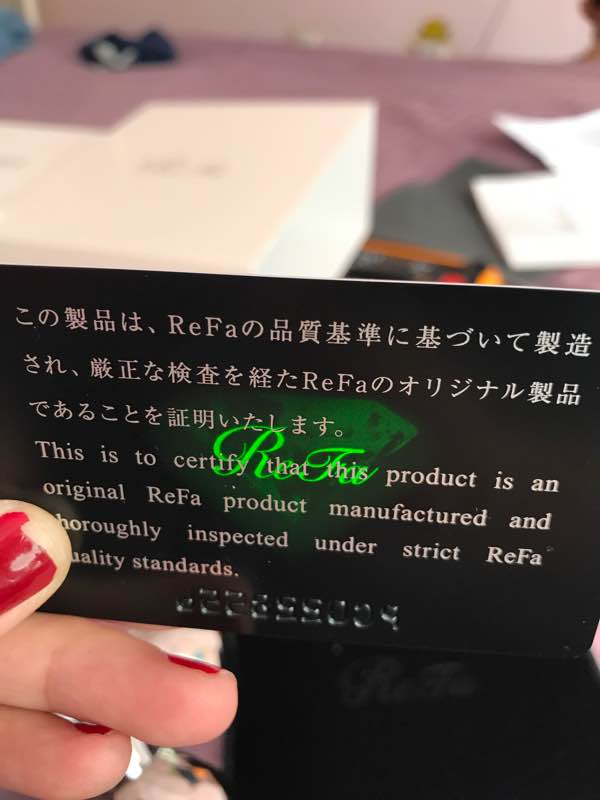 この製品は、ReFaの品質基準に基づいて製造
され、厳正な検査を経たReFaのオリジナル製品
であることを証明いたします。
ReFa
This is to certify that this product is an
original ReFa product manufactured and
horoughly inspected under strict ReFa
uality standards.
ReFa